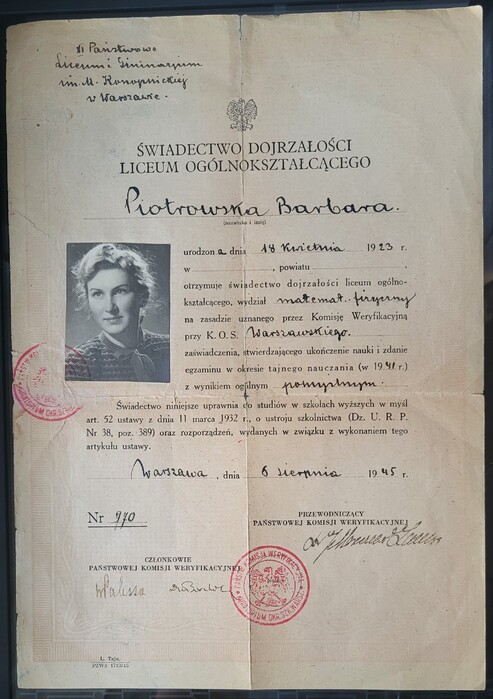 XI Państwowe
Liceum i Gimnazjum
im. M. Konopnickiej
w Warszawie.
ŚWIADECTWO DOJRZAŁOŚCI
LICEUM OGÓLNOKSZTAŁCĄCEGO
Piotrowska Barbara.
(nazwisko i imię)
urodzona dnia 18 kwietnia 1923 r.
w , powiatu
otrzymuje świadectwo dojrzałości liceum ogólno-
kształcącego, wydział matemat. fizyczny
na zasadzie uznanego przez Komisję Weryfikacyjną
przy K.O.S. Warszawskiego.
zaświadczenia, stwierdzającego ukończenie nauki i zdanie
egzaminu w okresie tajnego nauczania (w 1941 r.)
z wynikiem ogólnym pomyślnym.
Świadectwo niniejsze uprawnia do studiów w szkołach wyższych w myśl
art. 52 ustawy z dnia 11 marca 1932 r., o ustroju szkolnictwa (Dz. U. R. P.
Nr 38, poz. 389) oraz rozporządzeń, wydanych w związku z wykonaniem tego
artykułu ustawy.
Warszawa, dnia 6 sierpnia 1945 r.
Nr 970
PRZEWODNICZĄCY
PAŃSTWOWEJ KOMISJI WERYFIKACYJNEJ
CZŁONKOWIE
PAŃSTWOWEJ KOMISJI WERYFIKACYJNEJ
Ł. Tajn.